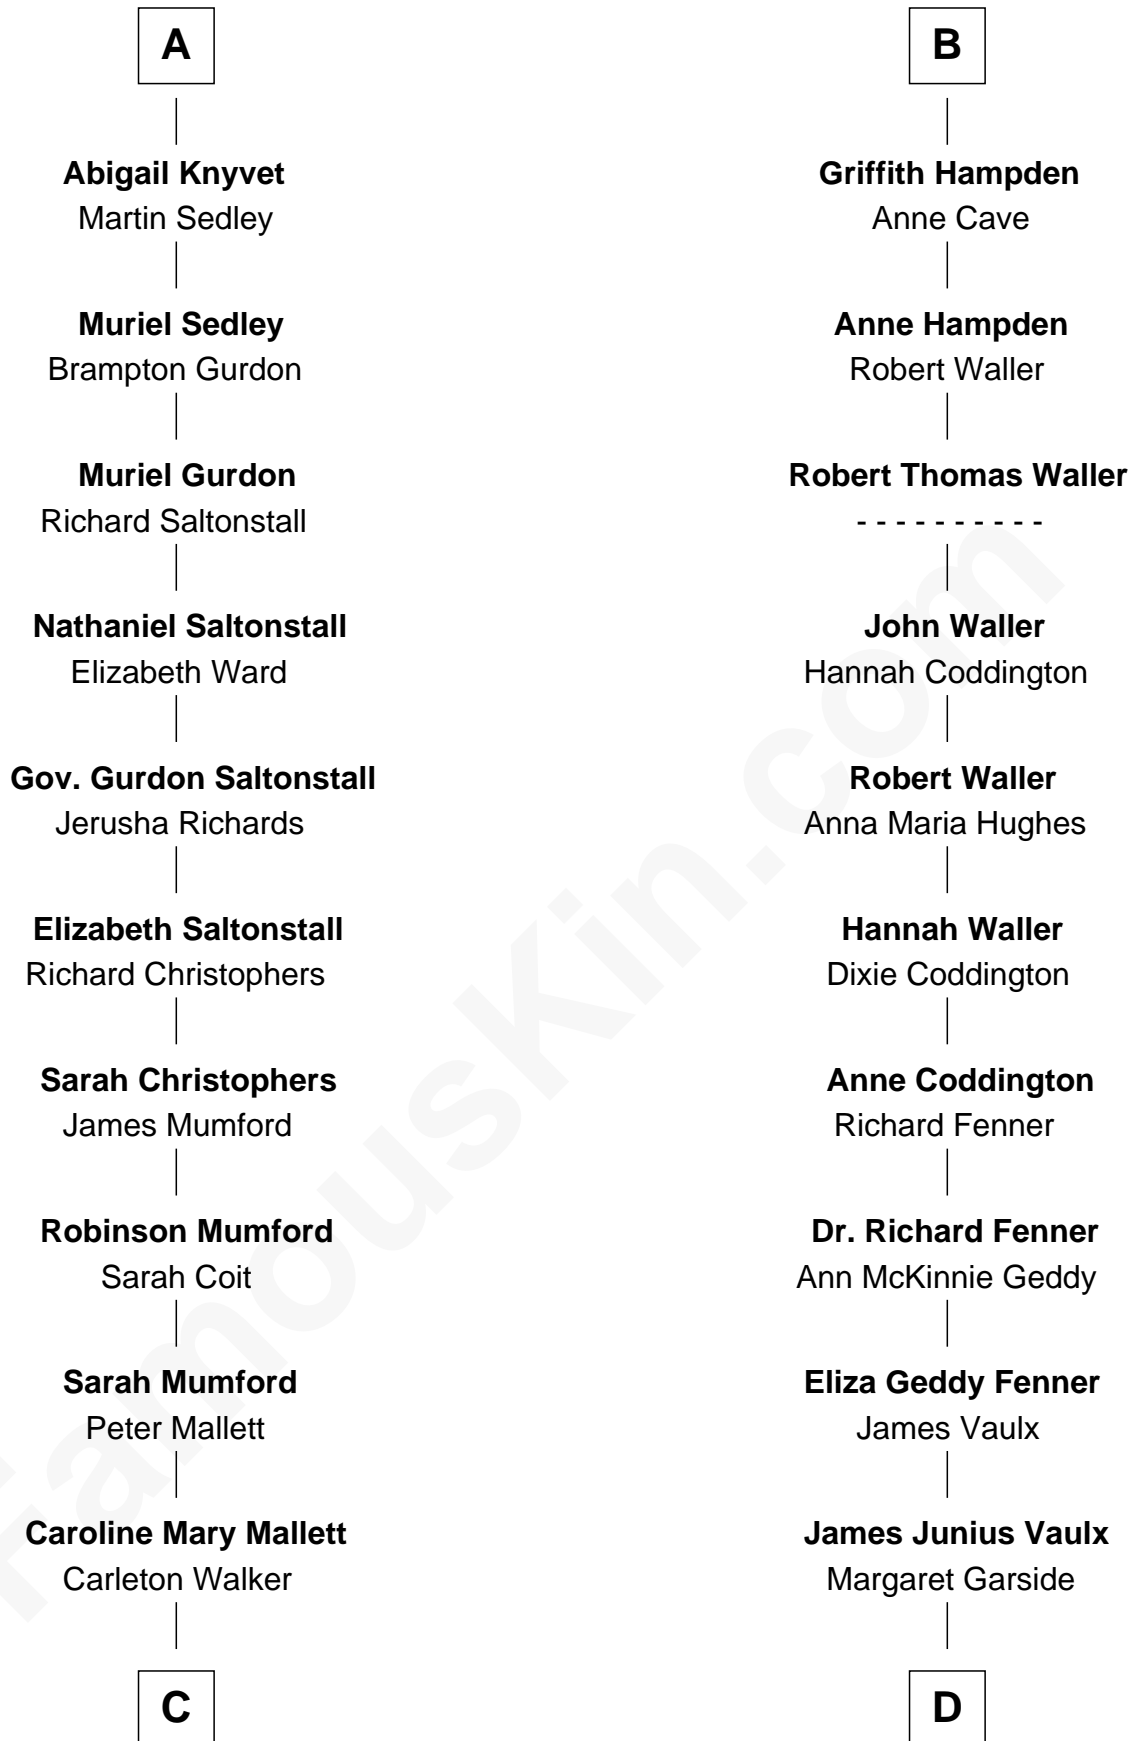 A
Abigail Knyvet
Martin Sedley
Muriel Sedley
Brampton Gurdon
Muriel Gurdon
Richard Saltonstall
Nathaniel Saltonstall
Elizabeth Ward
Gov. Gurdon Saltonstall
Jerusha Richards
Elizabeth Saltonstall
Richard Christophers
Sarah Christophers
James Mumford
Robinson Mumford
Sarah Coit
Sarah Mumford
Peter Mallett
Caroline Mary Mallett
Carleton Walker
C
B
Griffith Hampden
Anne Cave
Anne Hampden
Robert Waller
Robert Thomas Waller
- - - - - - - - - -
John Waller
Hannah Coddington
Robert Waller
Anna Maria Hughes
Hannah Waller
Dixie Coddington
Anne Coddington
Richard Fenner
Dr. Richard Fenner
Ann McKinnie Geddy
Eliza Geddy Fenner
James Vaulx
James Junius Vaulx
Margaret Garside
D
FamousKin.com